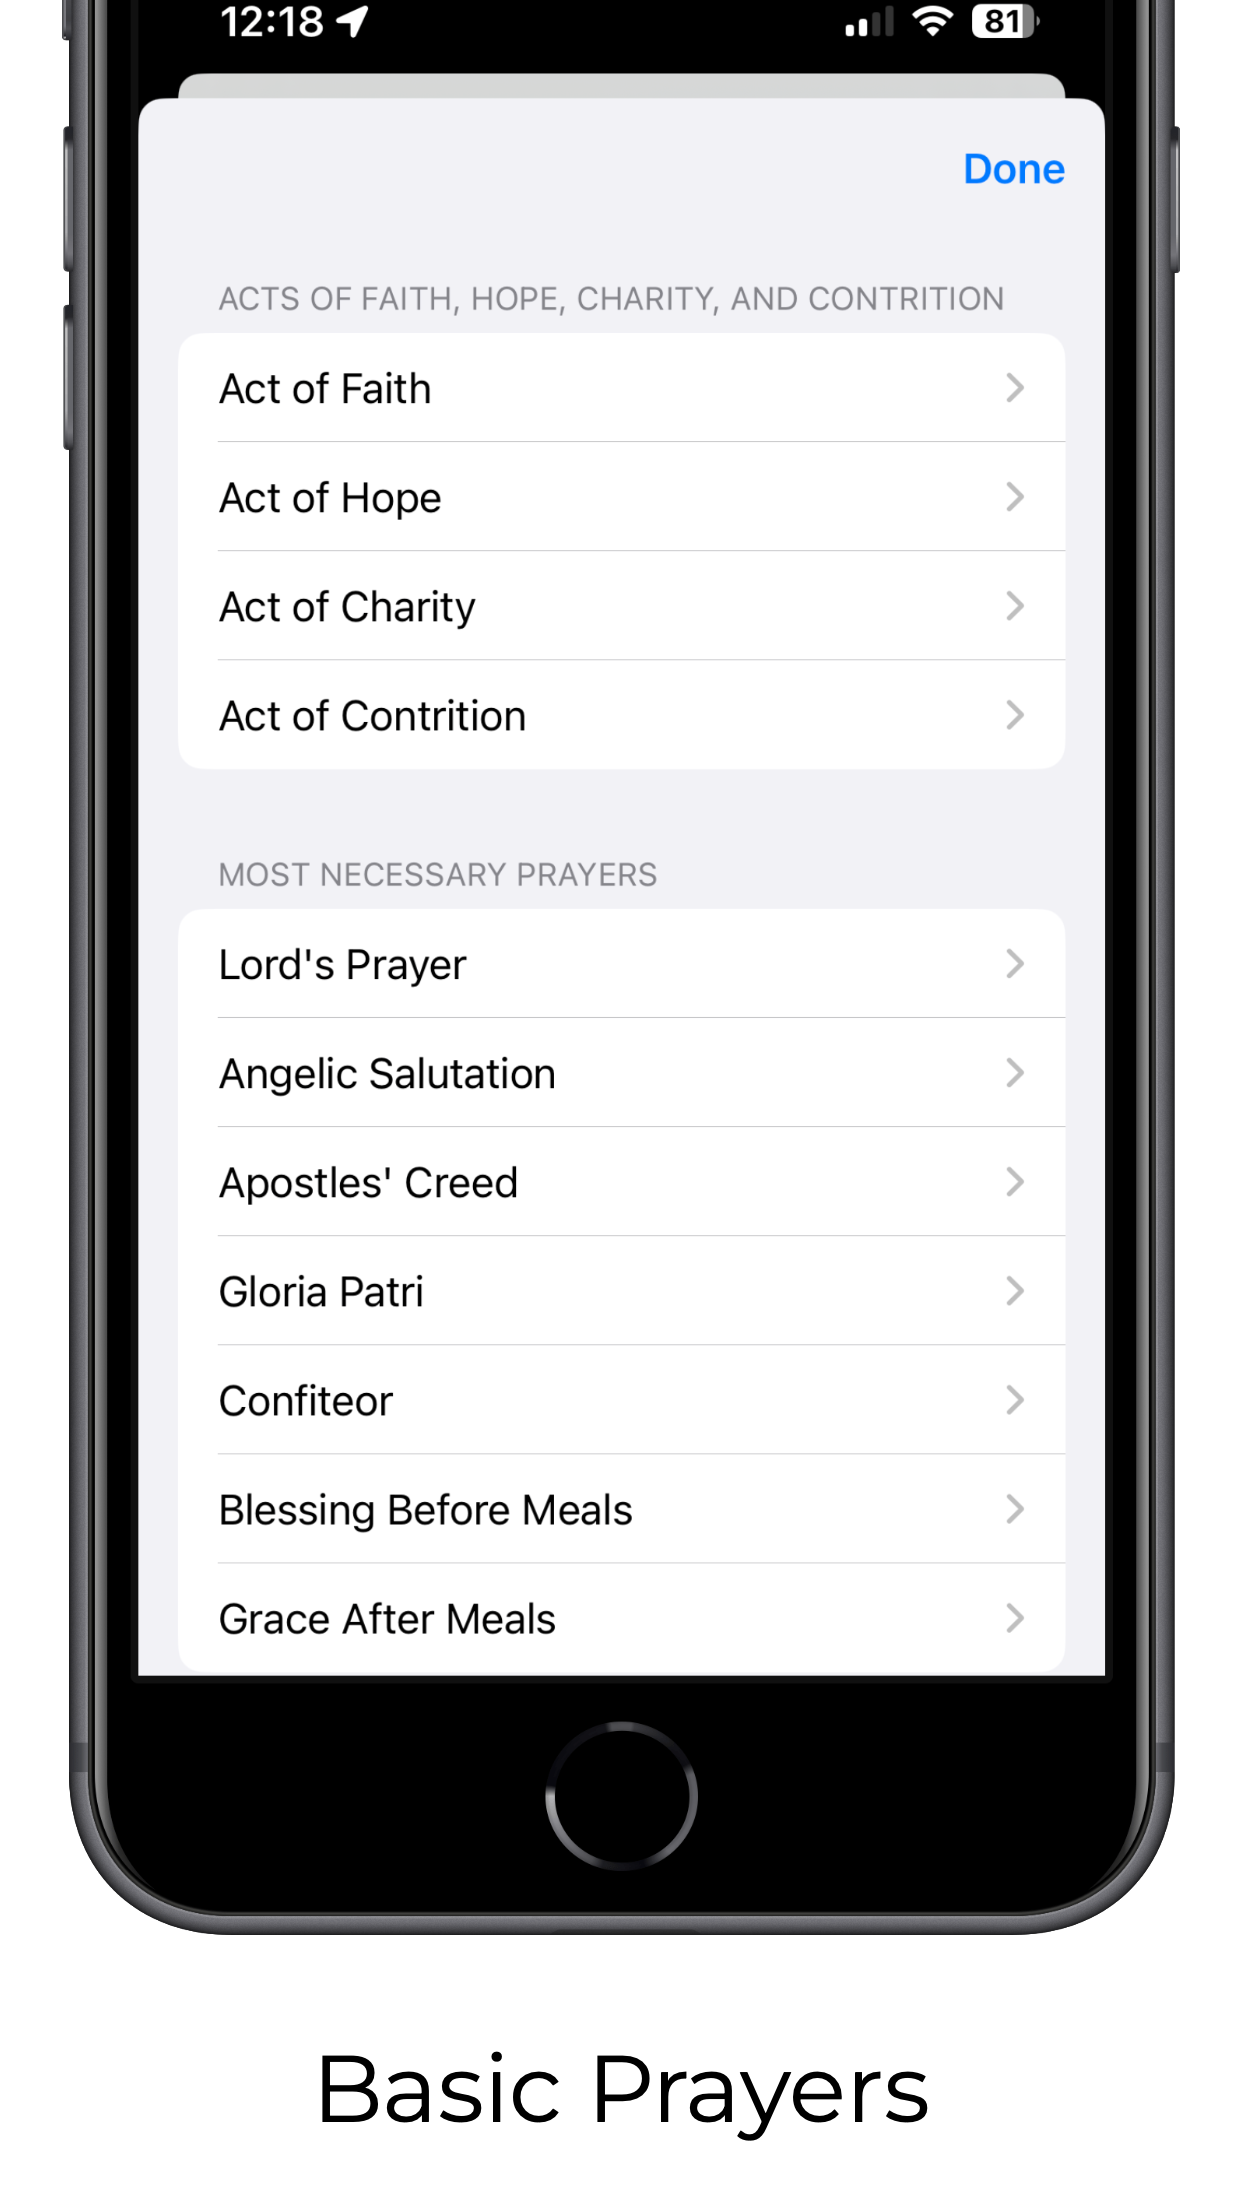 12:18
81
Done
ACTS OF FAITH, HOPE, CHARITY, AND CONTRITION
Act of Faith
Act of Hope
Act of Charity
Act of Contrition
MOST NECESSARY PRAYERS
Lord's Prayer
Angelic Salutation
Apostles' Creed
Gloria Patri
Confiteor
Blessing Before Meals
Grace After Meals
Basic Prayers